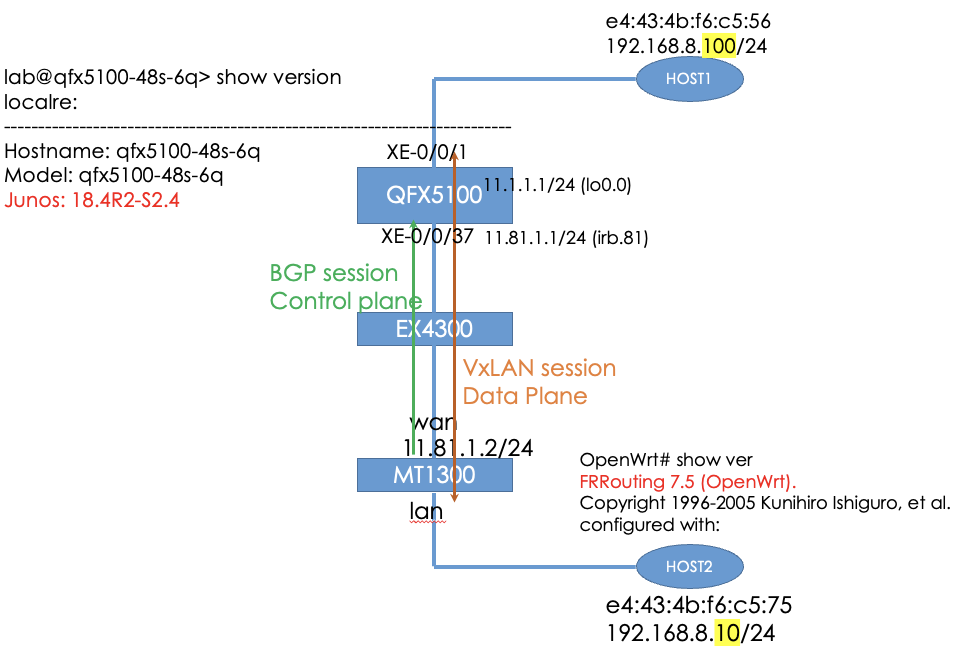 e4:43:4b:f6:c5:56
192.168.8.100/24
HOST1
lab@qfx5100-48s-6q> show version
localre:
--------------------------------------------------------------------------
Hostname: qfx5100-48s-6q
Model: qfx5100-48s-6q
Junos: 18.4R2-S2.4
XE-0/0/1
QFX5100
11.1.1.1/24 (lo0.0)
XE-0/0/37
11.81.1.1/24 (irb.81)
BGP session
Control plane
EX4300
VxLAN session
Data Plane
wan
11.81.1.2/24
MT1300
lan
OpenWrt# show ver
FRRouting 7.5 (OpenWrt).
Copyright 1996-2005 Kunihiro Ishiguro, et al.
configured with:
HOST2
e4:43:4b:f6:c5:75
192.168.8.10/24